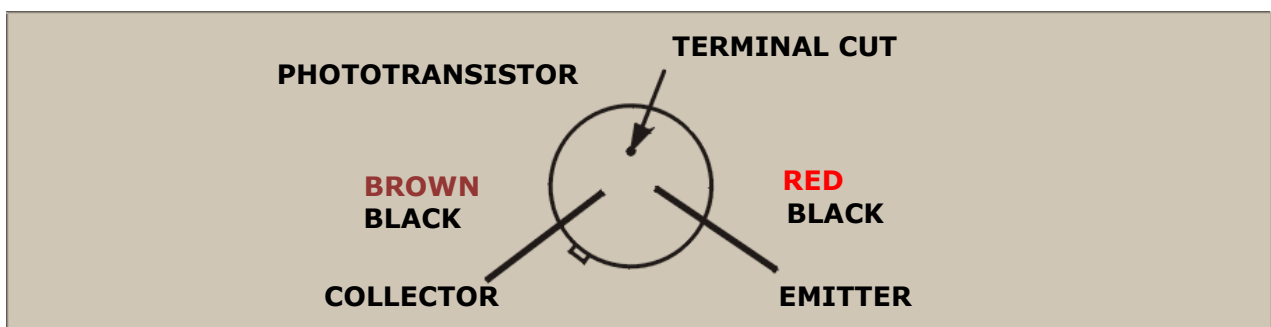 TERMINAL CUT
PHOTOTRANSISTOR
BROWN
BLACK
RED
BLACK
COLLECTOR
EMITTER